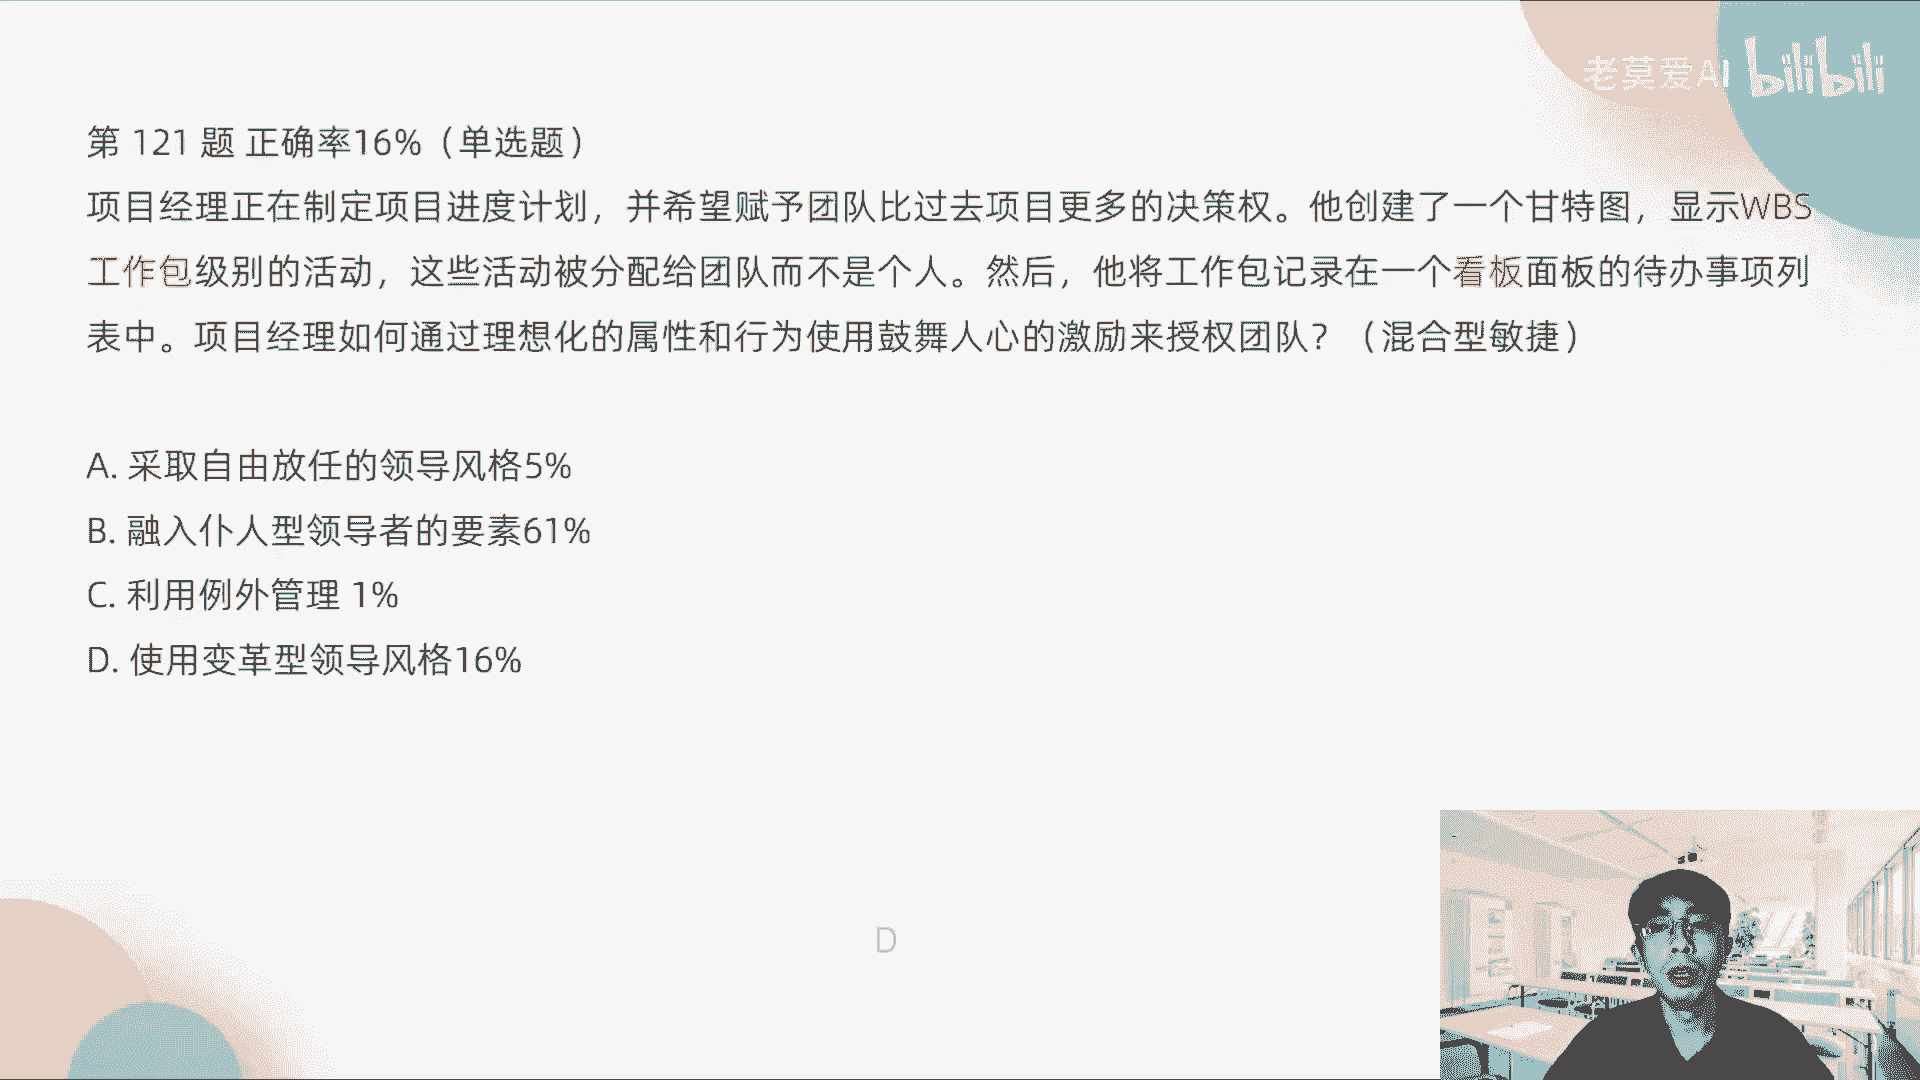 老莫爱AI bilibili
第 121 题 正确率16%（单选题）
项目经理正在制定项目进度计划，并希望赋予团队比过去项目更多的决策权。他创建了一个甘特图，显示WBS
工作包级别的活动，这些活动被分配给团队而不是个人。然后，他将工作包记录在一个看板面板的待办事项列
表中。项目经理如何通过理想化的属性和行为使用鼓舞人心的激励来授权团队？（混合型敏捷）
A. 采取自由放任的领导风格5%
B. 融入仆人型领导者的要素61%
C. 利用例外管理 1%
D. 使用变革型领导风格16%
D